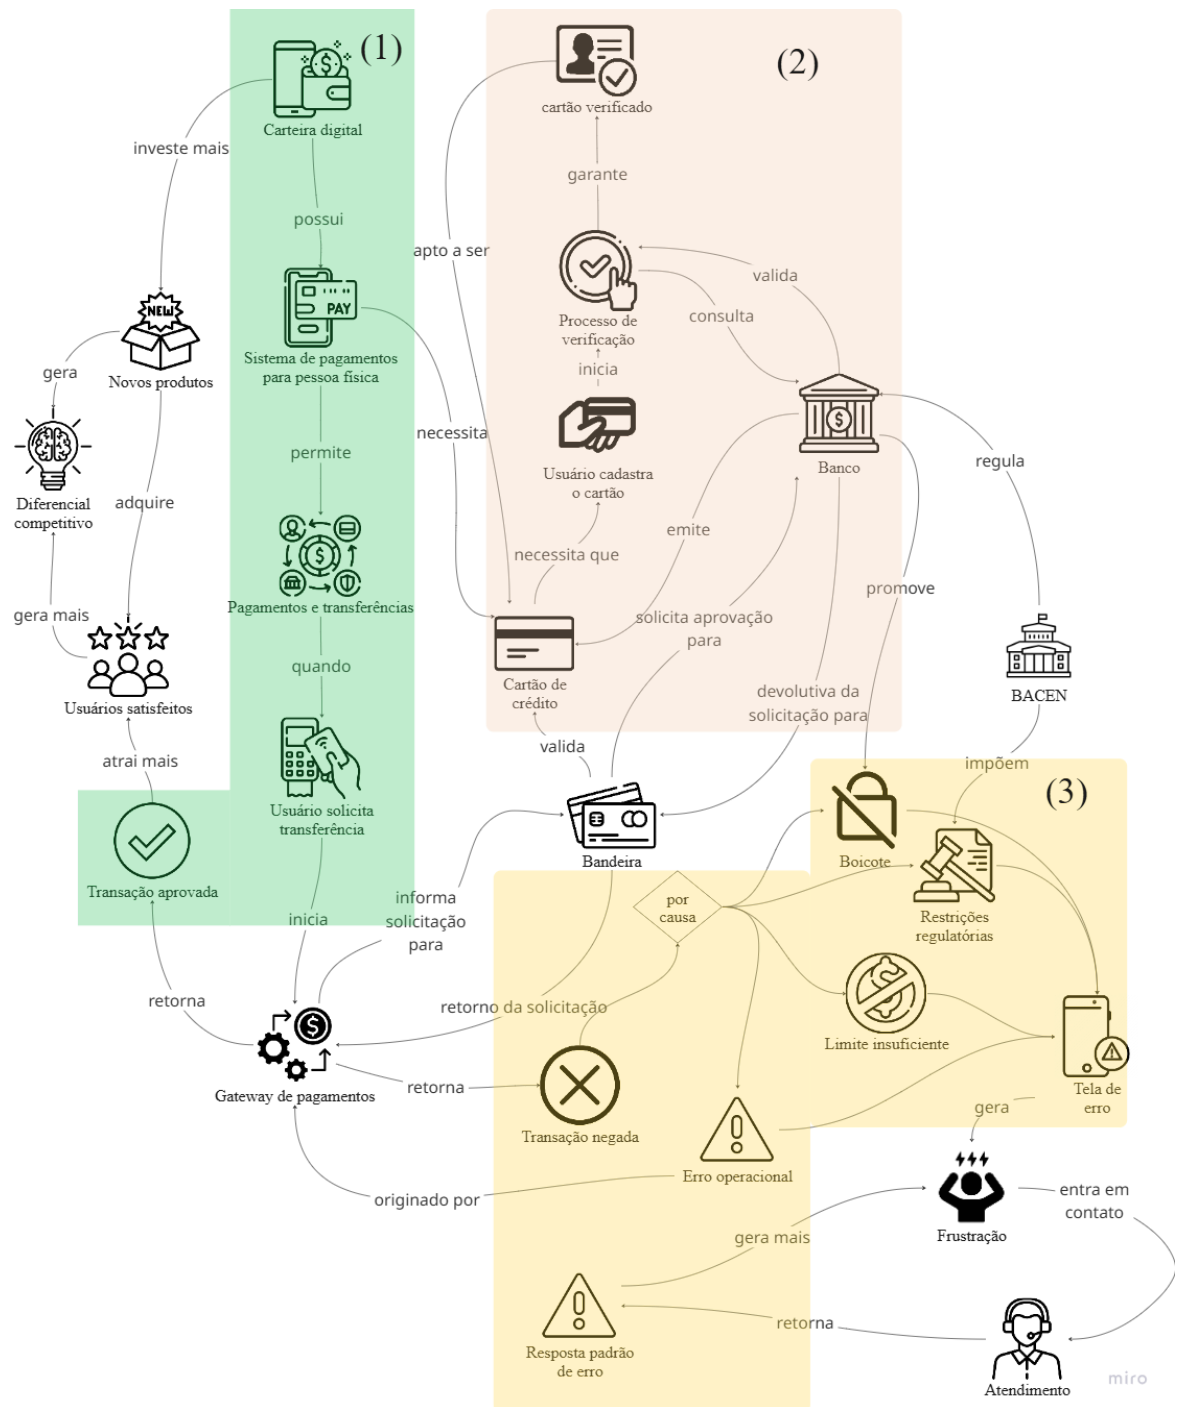 (1)
(2)
cartão verificado
Carteira digital
investe mais
garante
possui
apto a ser
valida
NEW
PAY
consulta
Processo de
verificação
Sistema de pagamentos
para pessoa física
inicia
gera
Novos produtos
necessita
permite
Usuário cadastra
o cartão
Banco
regula
Diferencial
competitivo
adquire
emite
necessita que
promove
Pagamentos e transferências
gera mais
solicita aprovação
para
quando
Cartão de
crédito
devolutiva da
solicitação para
BACEN
Usuários satisfeitos
valida
atrai mais
impõem
(3)
Usuário solicita
transferência
Bandeira
Boicote
Transação aprovada
informa
solicitação
para
por
causa
Restrições
regulatórias
inicia
retorna
retorno da solicitação
Limite insuficiente
Gateway de pagamentos
retorna
Tela de
erro
gera
Transação negada
Erro operacional
originado por
entra em
contato
gera mais
Frustração
retorna
Resposta padrão
de erro
Atendimento
miro